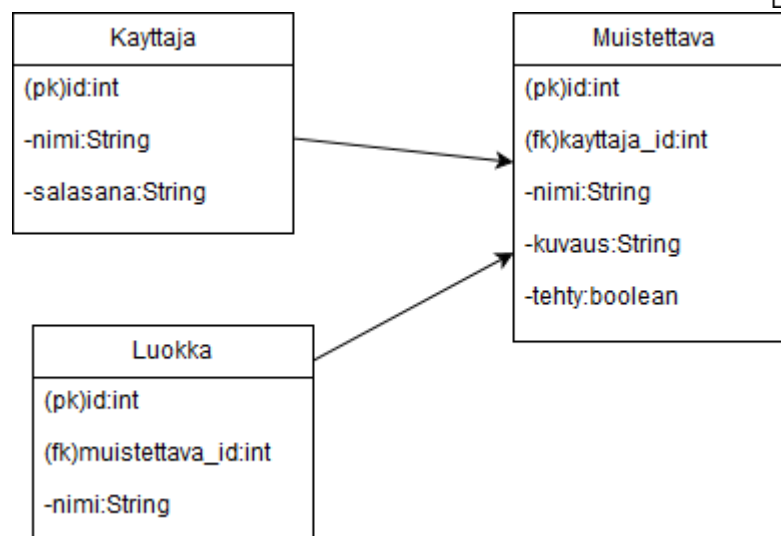 Kayttaja
(pk)id:int
-nimi:String
-salasana:String
Muistettava
(pk)id:int
(fk)kayttaja_id:int
-nimi:String
-kuvaus:String
-tehty:boolean
Luokka
(pk)id:int
(fk)muistettava_id:int
-nimi:String